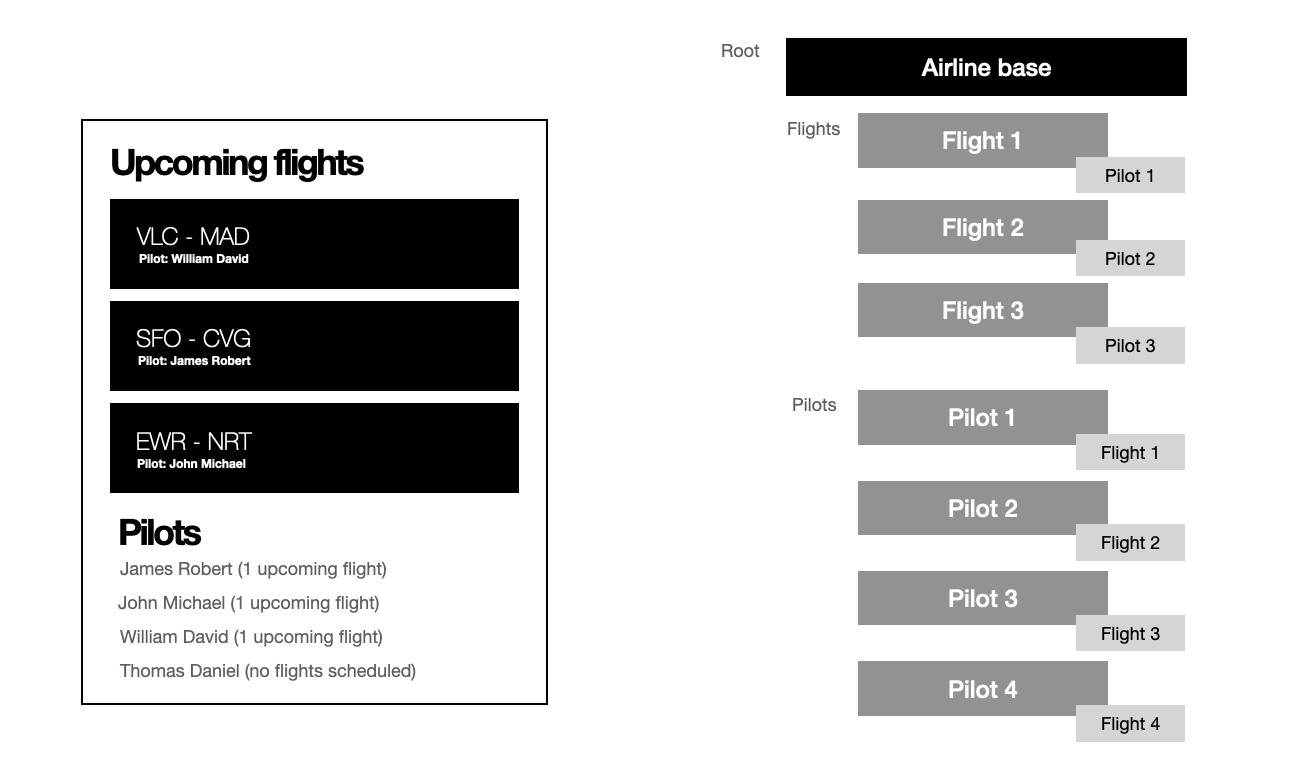 Upcoming flights
VLC - MAD
Pilot: William David
SFO - CVG
Pilot: James Robert
EWR - NRT
Pilot: John Michael
Pilots
James Robert (1 upcoming flight)
John Michael (1 upcoming flight)
William David (1 upcoming flight)
Thomas Daniel (no flights scheduled)
Root
Airline base
Flights
Flight 1
Pilot 1
Flight 2
Pilot 2
Flight 3
Pilot 3
Pilots
Pilot 1
Flight 1
Pilot 2
Flight 2
Pilot 3
Flight 3
Pilot 4
Flight 4